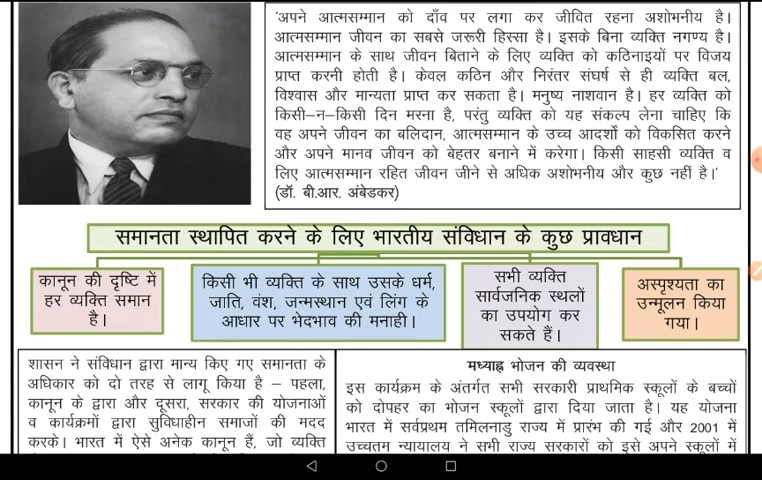 'अपने आत्मसम्मान को दाँव पर लगा कर जीवित रहना अशोभनीय है।
आत्मसम्मान जीवन का सबसे जरूरी हिस्सा है। इसके बिना व्यक्ति नगण्य है।
आत्मसम्मान के साथ जीवन बिताने के लिए व्यक्ति को कठिनाइयों पर विजय
प्राप्त करनी होती है। केवल कठिन और निरंतर संघर्ष से ही व्यक्ति बल,
विश्वास और मान्यता प्राप्त कर सकता है। मनुष्य नाशवान है। हर व्यक्ति को
किसी–न–किसी दिन मरना है, परंतु व्यक्ति को यह संकल्प लेना चाहिए कि
वह अपने जीवन का बलिदान, आत्मसम्मान के उच्च आदर्शों को विकसित करने
और अपने मानव जीवन को बेहतर बनाने में करेगा। किसी साहसी व्यक्ति व
लिए आत्मसम्मान रहित जीवन जीने से अधिक अशोभनीय और कुछ नहीं है।'
(डॉ. बी.आर. अंबेडकर)
समानता स्थापित करने के लिए भारतीय संविधान के कुछ प्रावधान
कानून की दृष्टि में
हर व्यक्ति समान
है।
किसी भी व्यक्ति के साथ उसके धर्म,
जाति, वंश, जन्मस्थान एवं लिंग के
आधार पर भेदभाव की मनाही।
सभी व्यक्ति
सार्वजनिक स्थलों
का उपयोग कर
सकते हैं।
अस्पृश्यता का
उन्मूलन किया
गया।
शासन ने संविधान द्वारा मान्य किए गए समानता के
अधिकार को दो तरह से लागू किया है – पहला,
कानून के द्वारा और दूसरा, सरकार की योजनाओं
व कार्यक्रमों द्वारा सुविधाहीन समाजों की मदद
करके। भारत में ऐसे अनेक कानून हैं, जो व्यक्ति
मध्याह्न भोजन की व्यवस्था
इस कार्यक्रम के अंतर्गत सभी सरकारी प्राथमिक स्कूलों के बच्चों
को दोपहर का भोजन स्कूलों द्वारा दिया जाता है। यह योजना
भारत में सर्वप्रथम तमिलनाडु राज्य में प्रारंभ की गई और 2001 में
उच्चतम न्यायालय ने सभी राज्य सरकारों को इसे अपने स्कूलों में